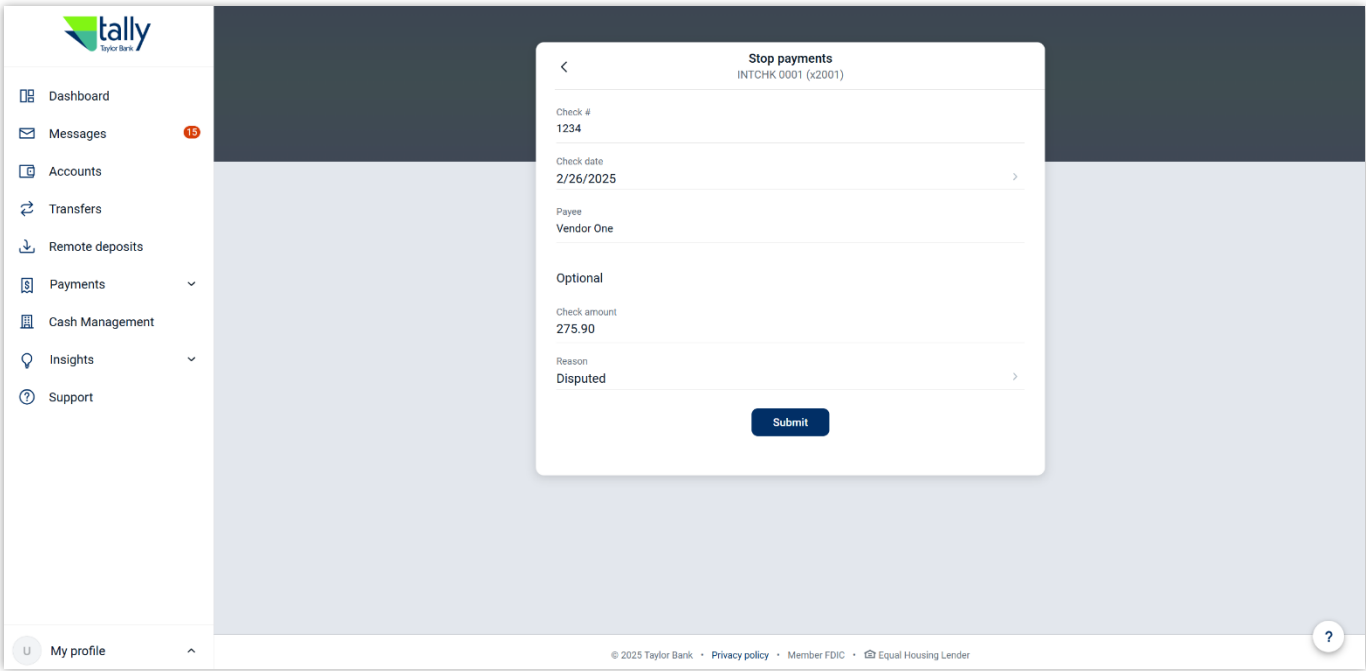 tally
Taylor Bank
Dashboard
Messages
15
Accounts
Transfers
Remote deposits
Payments
Cash Management
Insights
Support
U
My profile
Stop payments
INTCHK 0001 (x2001)
Check #
1234
Check date
2/26/2025
Payee
Vendor One
Optional
Check amount
275.90
Reason
Disputed
Submit
© 2025 Taylor Bank • Privacy policy • Member FDIC • Equal Housing Lender
?